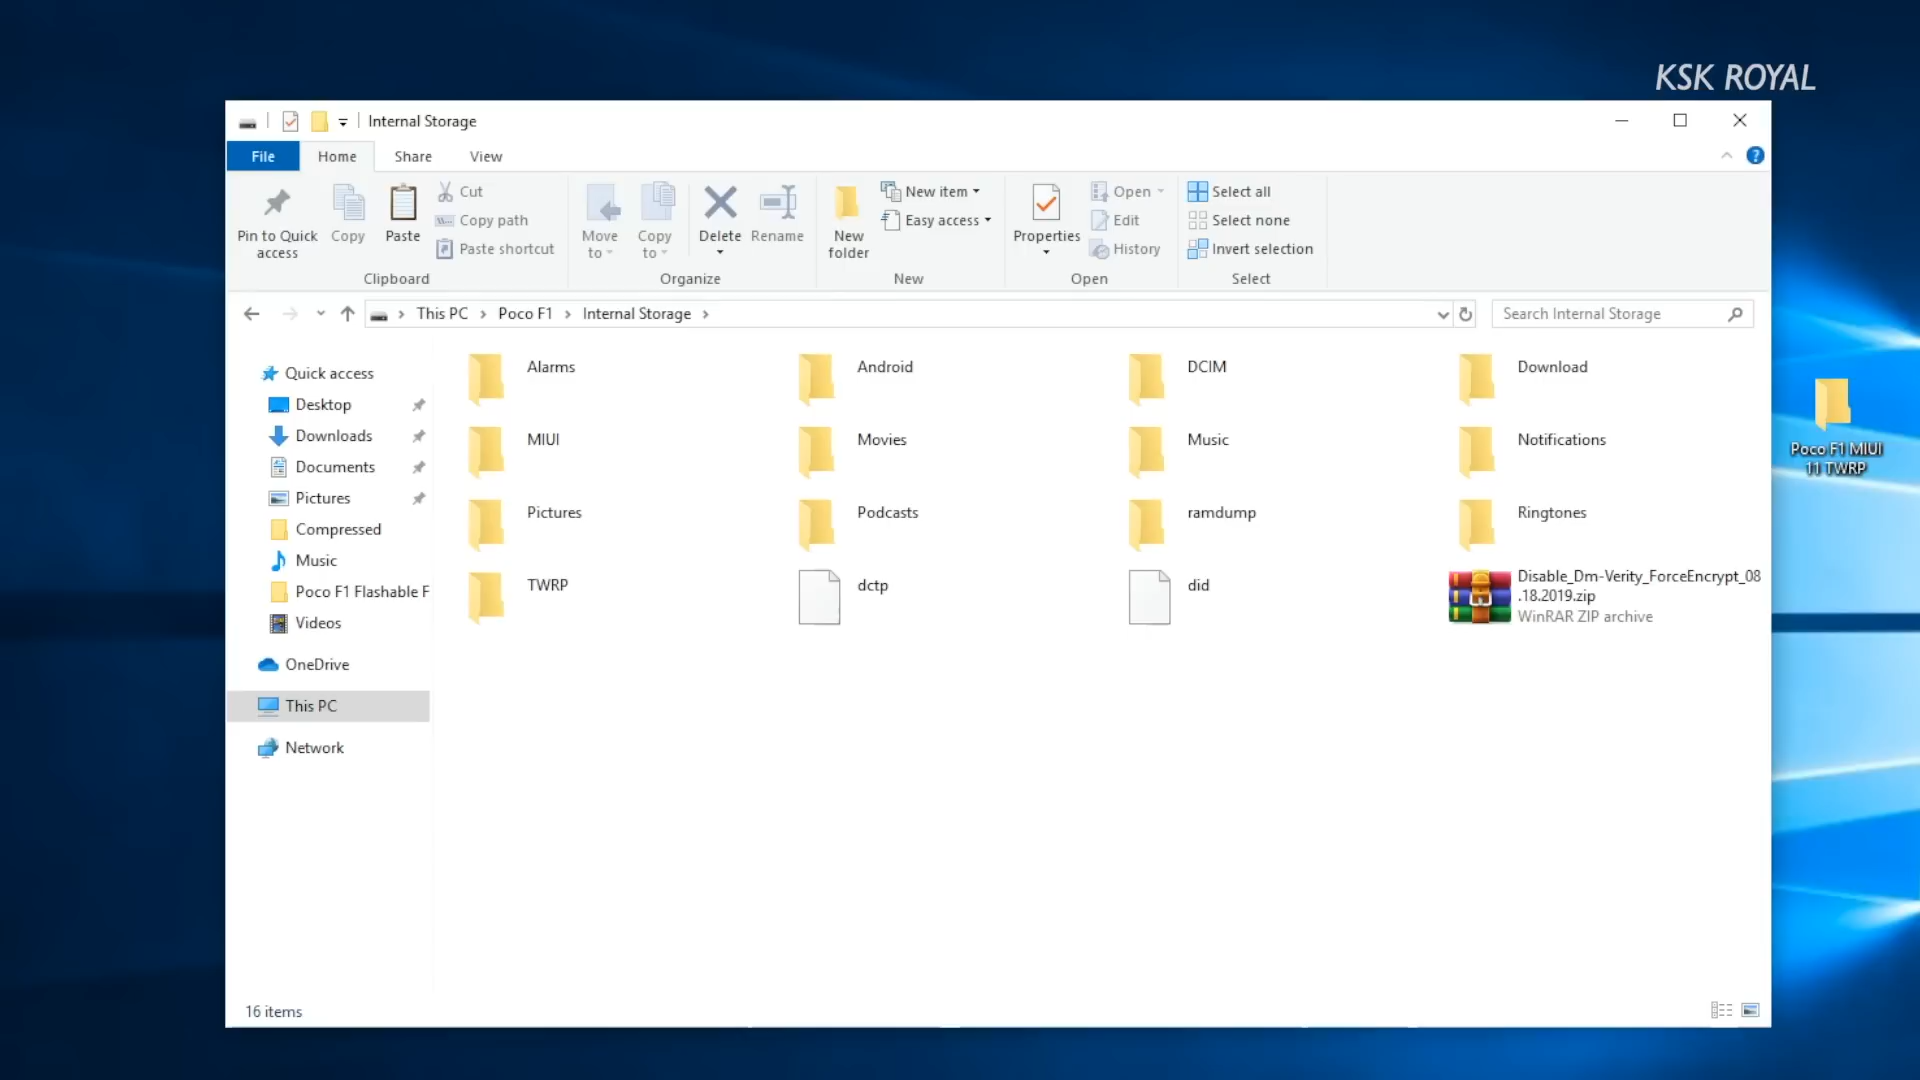 KSK ROYAL
Internal Storage
File
Home
Share
View
Pin to Quick
access
Copy
Paste
Cut
Copy path
Paste shortcut
Clipboard
Move
to
Copy
to
Delete
Rename
Organize
New
folder
New item
Easy access
New
Properties
Open
Edit
History
Open
Select all
Select none
Invert selection
Select
This PC
Poco F1
Internal Storage
Search Internal Storage
Quick access
Desktop
Downloads
Documents
Pictures
Compressed
Music
Poco F1 Flashable F
Videos
OneDrive
This PC
Network
Alarms
Android
DCIM
Download
MIUI
Movies
Music
Notifications
Pictures
Podcasts
ramdump
Ringtones
TWRP
dctp
did
Disable_Dm-Verity_ForceEncrypt_08
.18.2019.zip
WinRAR ZIP archive
Poco F1 MIUI
11 TWRP
16 items